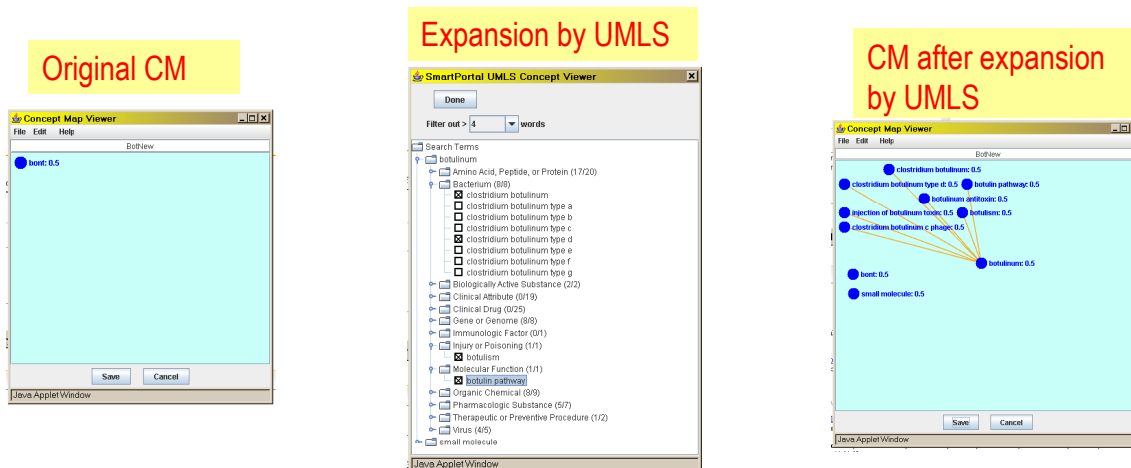 Original CM
Concept Map Viewer
File Edit Help
BotNew
bont: 0.5
Save Cancel
Java Applet Window
Expansion by UMLS
SmartPortal UMLS Concept Viewer
Done
Filter out > 4 words
Search Terms
botulinum
Amino Acid, Peptide, or Protein (17/20)
Bacterium (8/8)
clostridium botulinum
clostridium botulinum type a
clostridium botulinum type b
clostridium botulinum type c
clostridium botulinum type d
clostridium botulinum type e
clostridium botulinum type f
clostridium botulinum type g
Biologically Active Substance (2/2)
Clinical Attribute (0/19)
Clinical Drug (0/25)
Gene or Genome (8/8)
Immunologic Factor (0/1)
Injury or Poisoning (1/1)
botulism
Molecular Function (1/1)
botulin pathway
Organic Chemical (8/9)
Pharmacologic Substance (5/7)
Therapeutic or Preventive Procedure (1/2)
Virus (4/5)
small molecule
Java Applet Window
CM after expansion
by UMLS
Concept Map Viewer
File Edit Help
BotNew
clostridium botulinum: 0.5
clostridium botulinum type d: 0.5 botulin pathway: 0.5
botulinum antitoxin: 0.5
injection of botulinum toxin: 0.5 botulism: 0.5
clostridium botulinum c phage: 0.5
botulinum: 0.5
bont: 0.5
small molecule: 0.5
Save Cancel
Java Applet Window